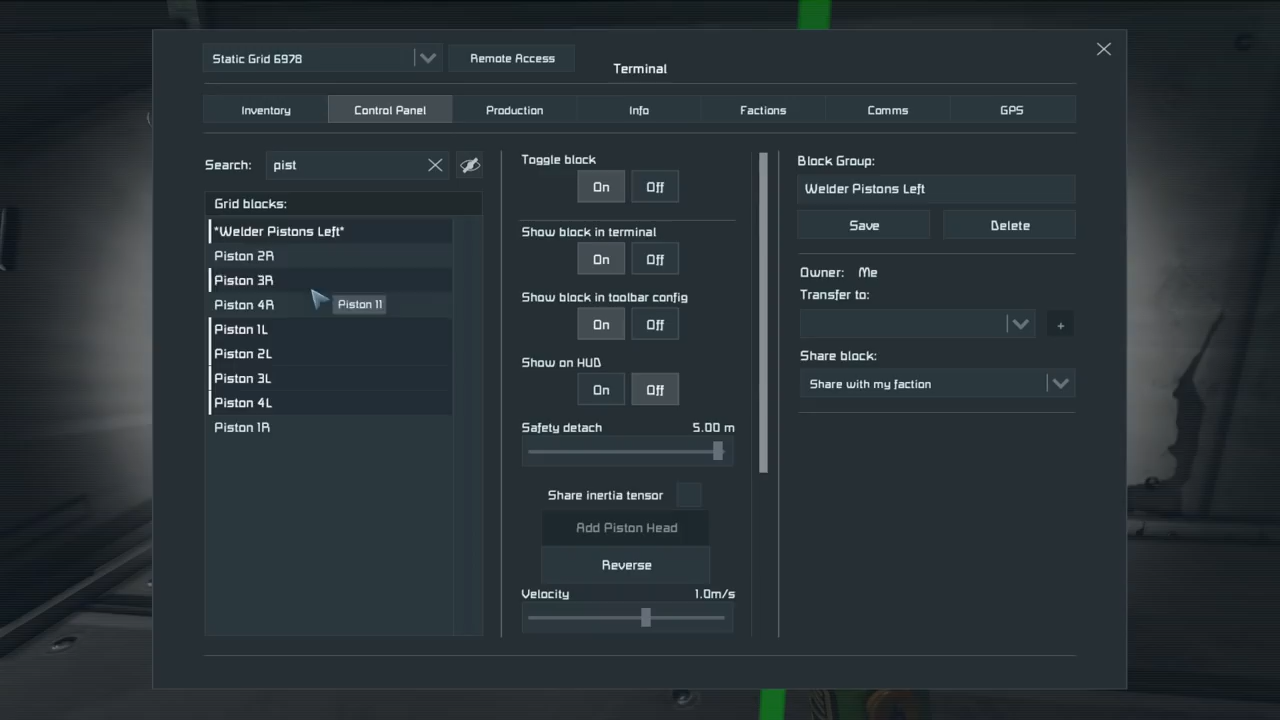 Static Grid 6978
Remote Access
Terminal
Inventory
Control Panel
Production
Info
Factions
Comms
GPS
Search:
pist
Grid blocks:
*Welder Pistons Left*
Piston 2R
Piston 3R
Piston 4R
Piston 11
Piston 1L
Piston 2L
Piston 3L
Piston 4L
Piston 1R
Toggle block
On
Off
Show block in terminal
On
Off
Show block in toolbar config
On
Off
Show on HUD
On
Off
Safety detach 5.00 m
Share inertia tensor
Add Piston Head
Reverse
Velocity 1.0m/s
Block Group:
Welder Pistons Left
Save
Delete
Owner: Me
Transfer to:
+
Share block:
Share with my faction